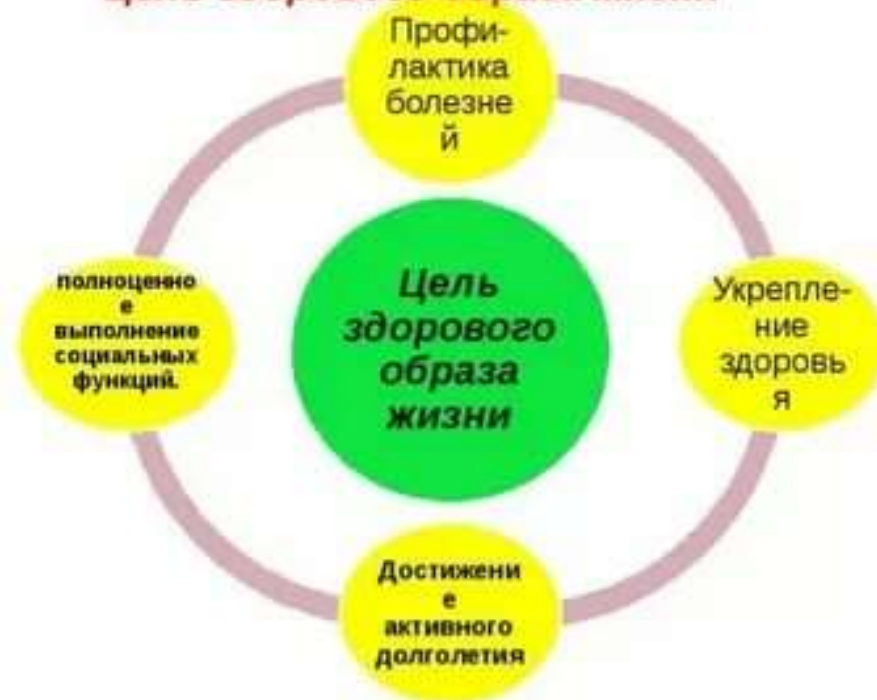 Профи-
лактика
болезне
й
полноценно
е
выполнение
социальных
функций.
Цель
здорового
образа
жизни
Укрепле-
ние
здоровь
я
Достижени
е
активного
долголетия